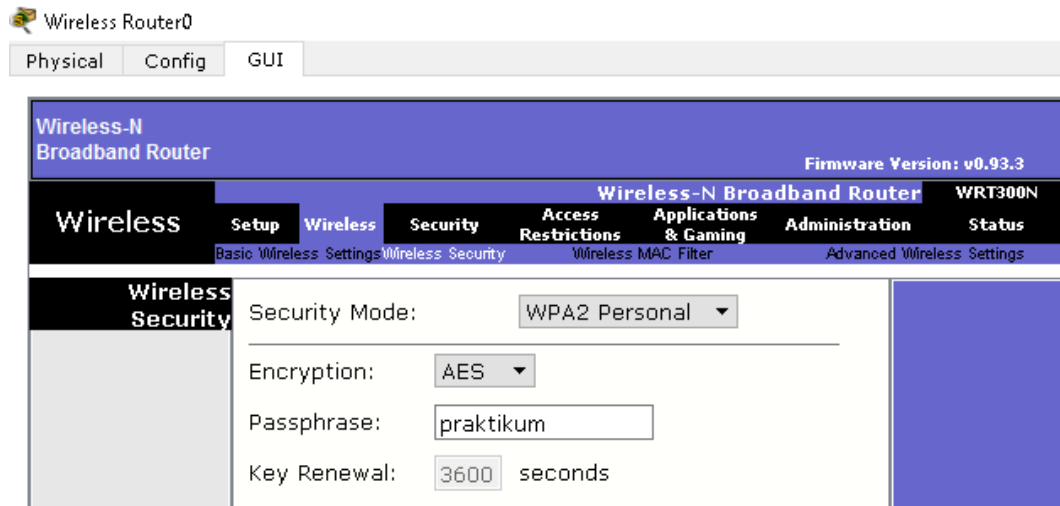 Wireless Router0
Physical Config GUI
Wireless-N
Broadband Router
Firmware Version: v0.93.3
Wireless-N Broadband Router WRT300N
Wireless
Setup Wireless Security Access Restrictions Applications & Gaming Administration Status
Basic Wireless Settings Wireless Security Wireless MAC Filter Advanced Wireless Settings
Wireless
Security
Security Mode: WPA2 Personal
Encryption: AES
Passphrase: praktikum
Key Renewal: 3600 seconds